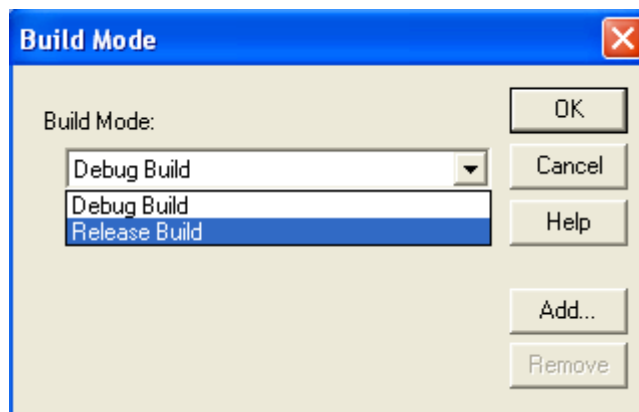 Build Mode
Build Mode:
Debug Build
Debug Build
Release Build
OK
Cancel
Help
Add...
Remove